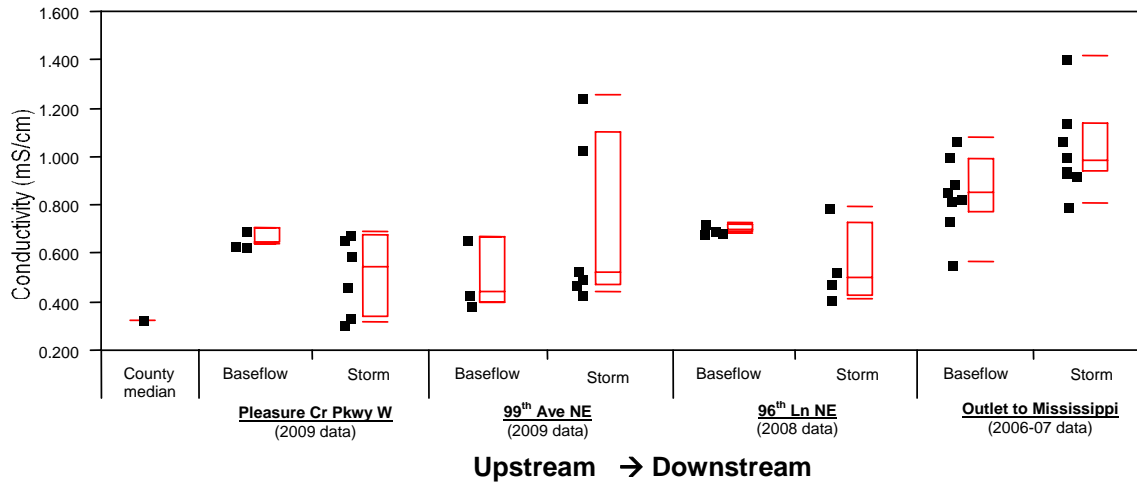 Conductivity (mS/cm)
1.600
1.400
1.200
1.000
0.800
0.600
0.400
0.200
County median
Baseflow
Storm
Baseflow
Storm
Baseflow
Storm
Baseflow
Storm
Pleasure Cr Pkwy W
(2009 data)
99th Ave NE
(2009 data)
96th Ln NE
(2008 data)
Outlet to Mississippi
(2006-07 data)
Upstream → Downstream